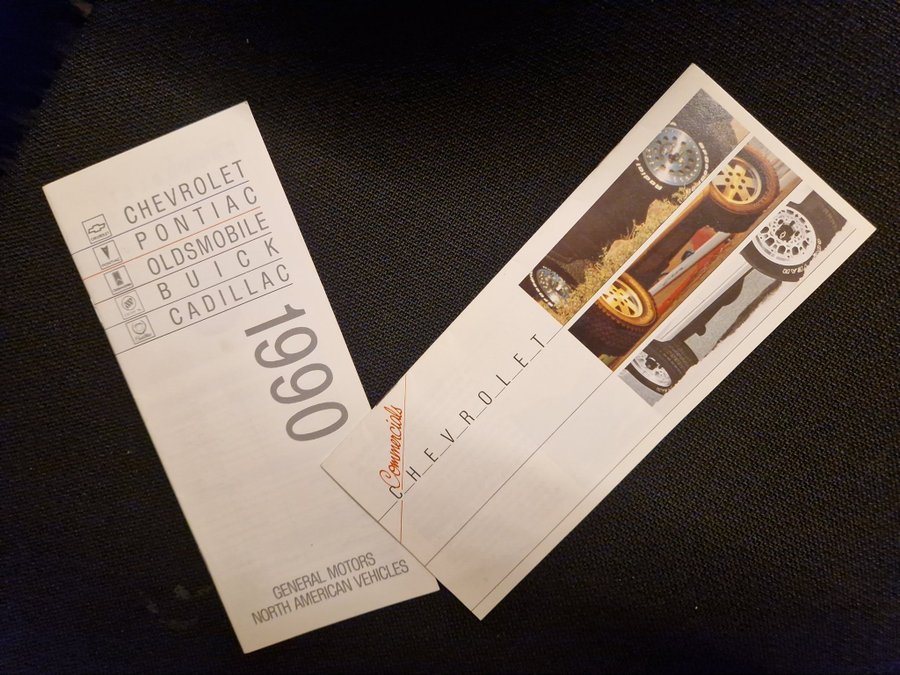 CHEVROLET
PONTIAC
OLDSMOBILE
BUICK
CADILLAC
1990
GENERAL MOTORS
NORTH AMERICAN VEHICLES
Commercials
CHEVROLET